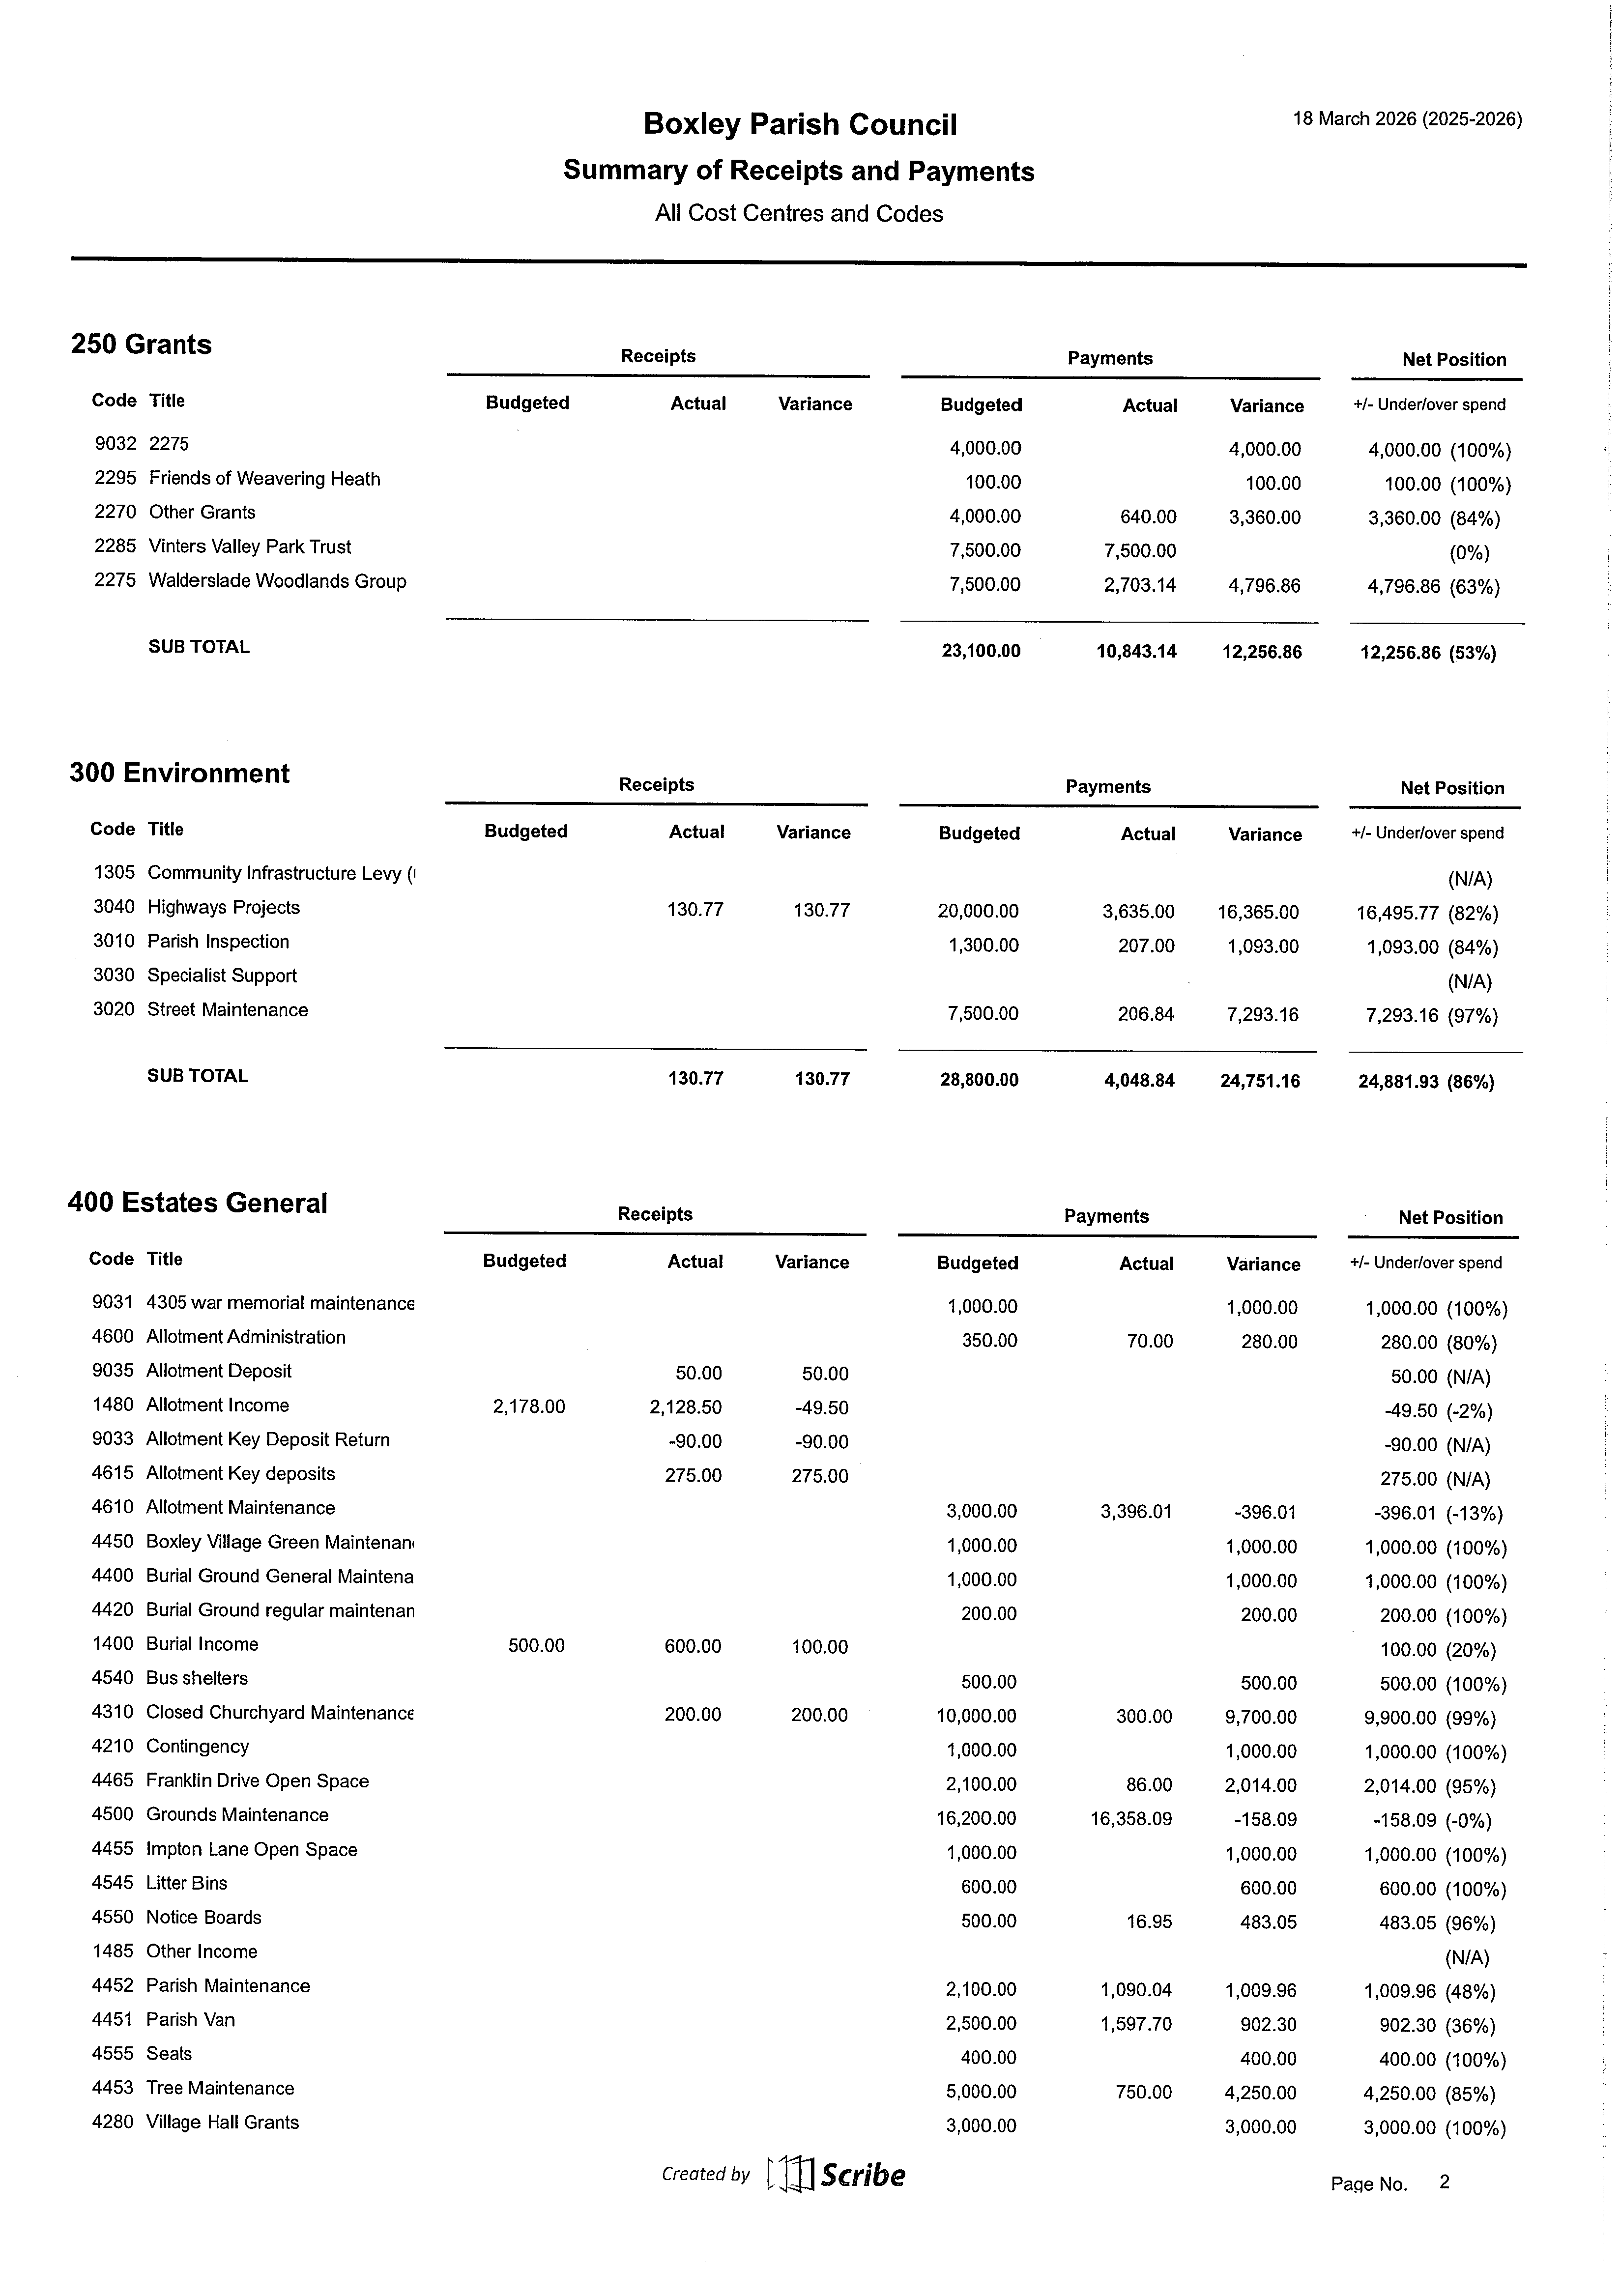 Boxley Parish Council
18 March 2026 (2025-2026)
Summary of Receipts and Payments
All Cost Centres and Codes
250 Grants
Receipts Payments Net Position
Code Title Budgeted Actual Variance Budgeted Actual Variance +/- Under/over spend
9032 2275 4,000.00 4,000.00 4,000.00 (100%)
2295 Friends of Weavering Heath 100.00 100.00 100.00 (100%)
2270 Other Grants 4,000.00 640.00 3,360.00 3,360.00 (84%)
2285 Vinters Valley Park Trust 7,500.00 7,500.00 (0%)
2275 Walderslade Woodlands Group 7,500.00 2,703.14 4,796.86 4,796.86 (63%)
SUB TOTAL 23,100.00 10,843.14 12,256.86 12,256.86 (53%)
300 Environment
Receipts Payments Net Position
Code Title Budgeted Actual Variance Budgeted Actual Variance +/- Under/over spend
1305 Community Infrastructure Levy ( (N/A)
3040 Highways Projects 130.77 130.77 20,000.00 3,635.00 16,365.00 16,495.77 (82%)
3010 Parish Inspection 1,300.00 207.00 1,093.00 1,093.00 (84%)
3030 Specialist Support (N/A)
3020 Street Maintenance 7,500.00 206.84 7,293.16 7,293.16 (97%)
SUB TOTAL 130.77 130.77 28,800.00 4,048.84 24,751.16 24,881.93 (86%)
400 Estates General
Receipts Payments Net Position
Code Title Budgeted Actual Variance Budgeted Actual Variance +/- Under/over spend
9031 4305 war memorial maintenance 1,000.00 1,000.00 1,000.00 (100%)
4600 Allotment Administration 350.00 70.00 280.00 280.00 (80%)
9035 Allotment Deposit 50.00 50.00 50.00 (N/A)
1480 Allotment Income 2,178.00 2,128.50 -49.50 -49.50 (-2%)
9033 Allotment Key Deposit Return -90.00 -90.00 -90.00 (N/A)
4615 Allotment Key deposits 275.00 275.00 275.00 (N/A)
4610 Allotment Maintenance 3,000.00 3,396.01 -396.01 -396.01 (-13%)
4450 Boxley Village Green Maintenan 1,000.00 1,000.00 1,000.00 (100%)
4400 Burial Ground General Maintena 1,000.00 1,000.00 1,000.00 (100%)
4420 Burial Ground regular maintenan 200.00 200.00 200.00 (100%)
1400 Burial Income 500.00 600.00 100.00 100.00 (20%)
4540 Bus shelters 500.00 500.00 500.00 (100%)
4310 Closed Churchyard Maintenance 200.00 200.00 10,000.00 300.00 9,700.00 9,900.00 (99%)
4210 Contingency 1,000.00 1,000.00 1,000.00 (100%)
4465 Franklin Drive Open Space 2,100.00 86.00 2,014.00 2,014.00 (95%)
4500 Grounds Maintenance 16,200.00 16,358.09 -158.09 -158.09 (-0%)
4455 Impton Lane Open Space 1,000.00 1,000.00 1,000.00 (100%)
4545 Litter Bins 600.00 600.00 600.00 (100%)
4550 Notice Boards 500.00 16.95 483.05 483.05 (96%)
1485 Other Income (N/A)
4452 Parish Maintenance 2,100.00 1,090.04 1,009.96 1,009.96 (48%)
4451 Parish Van 2,500.00 1,597.70 902.30 902.30 (36%)
4555 Seats 400.00 400.00 400.00 (100%)
4453 Tree Maintenance 5,000.00 750.00 4,250.00 4,250.00 (85%)
4280 Village Hall Grants 3,000.00 3,000.00 3,000.00 (100%)
Created by Scribe
Page No. 2